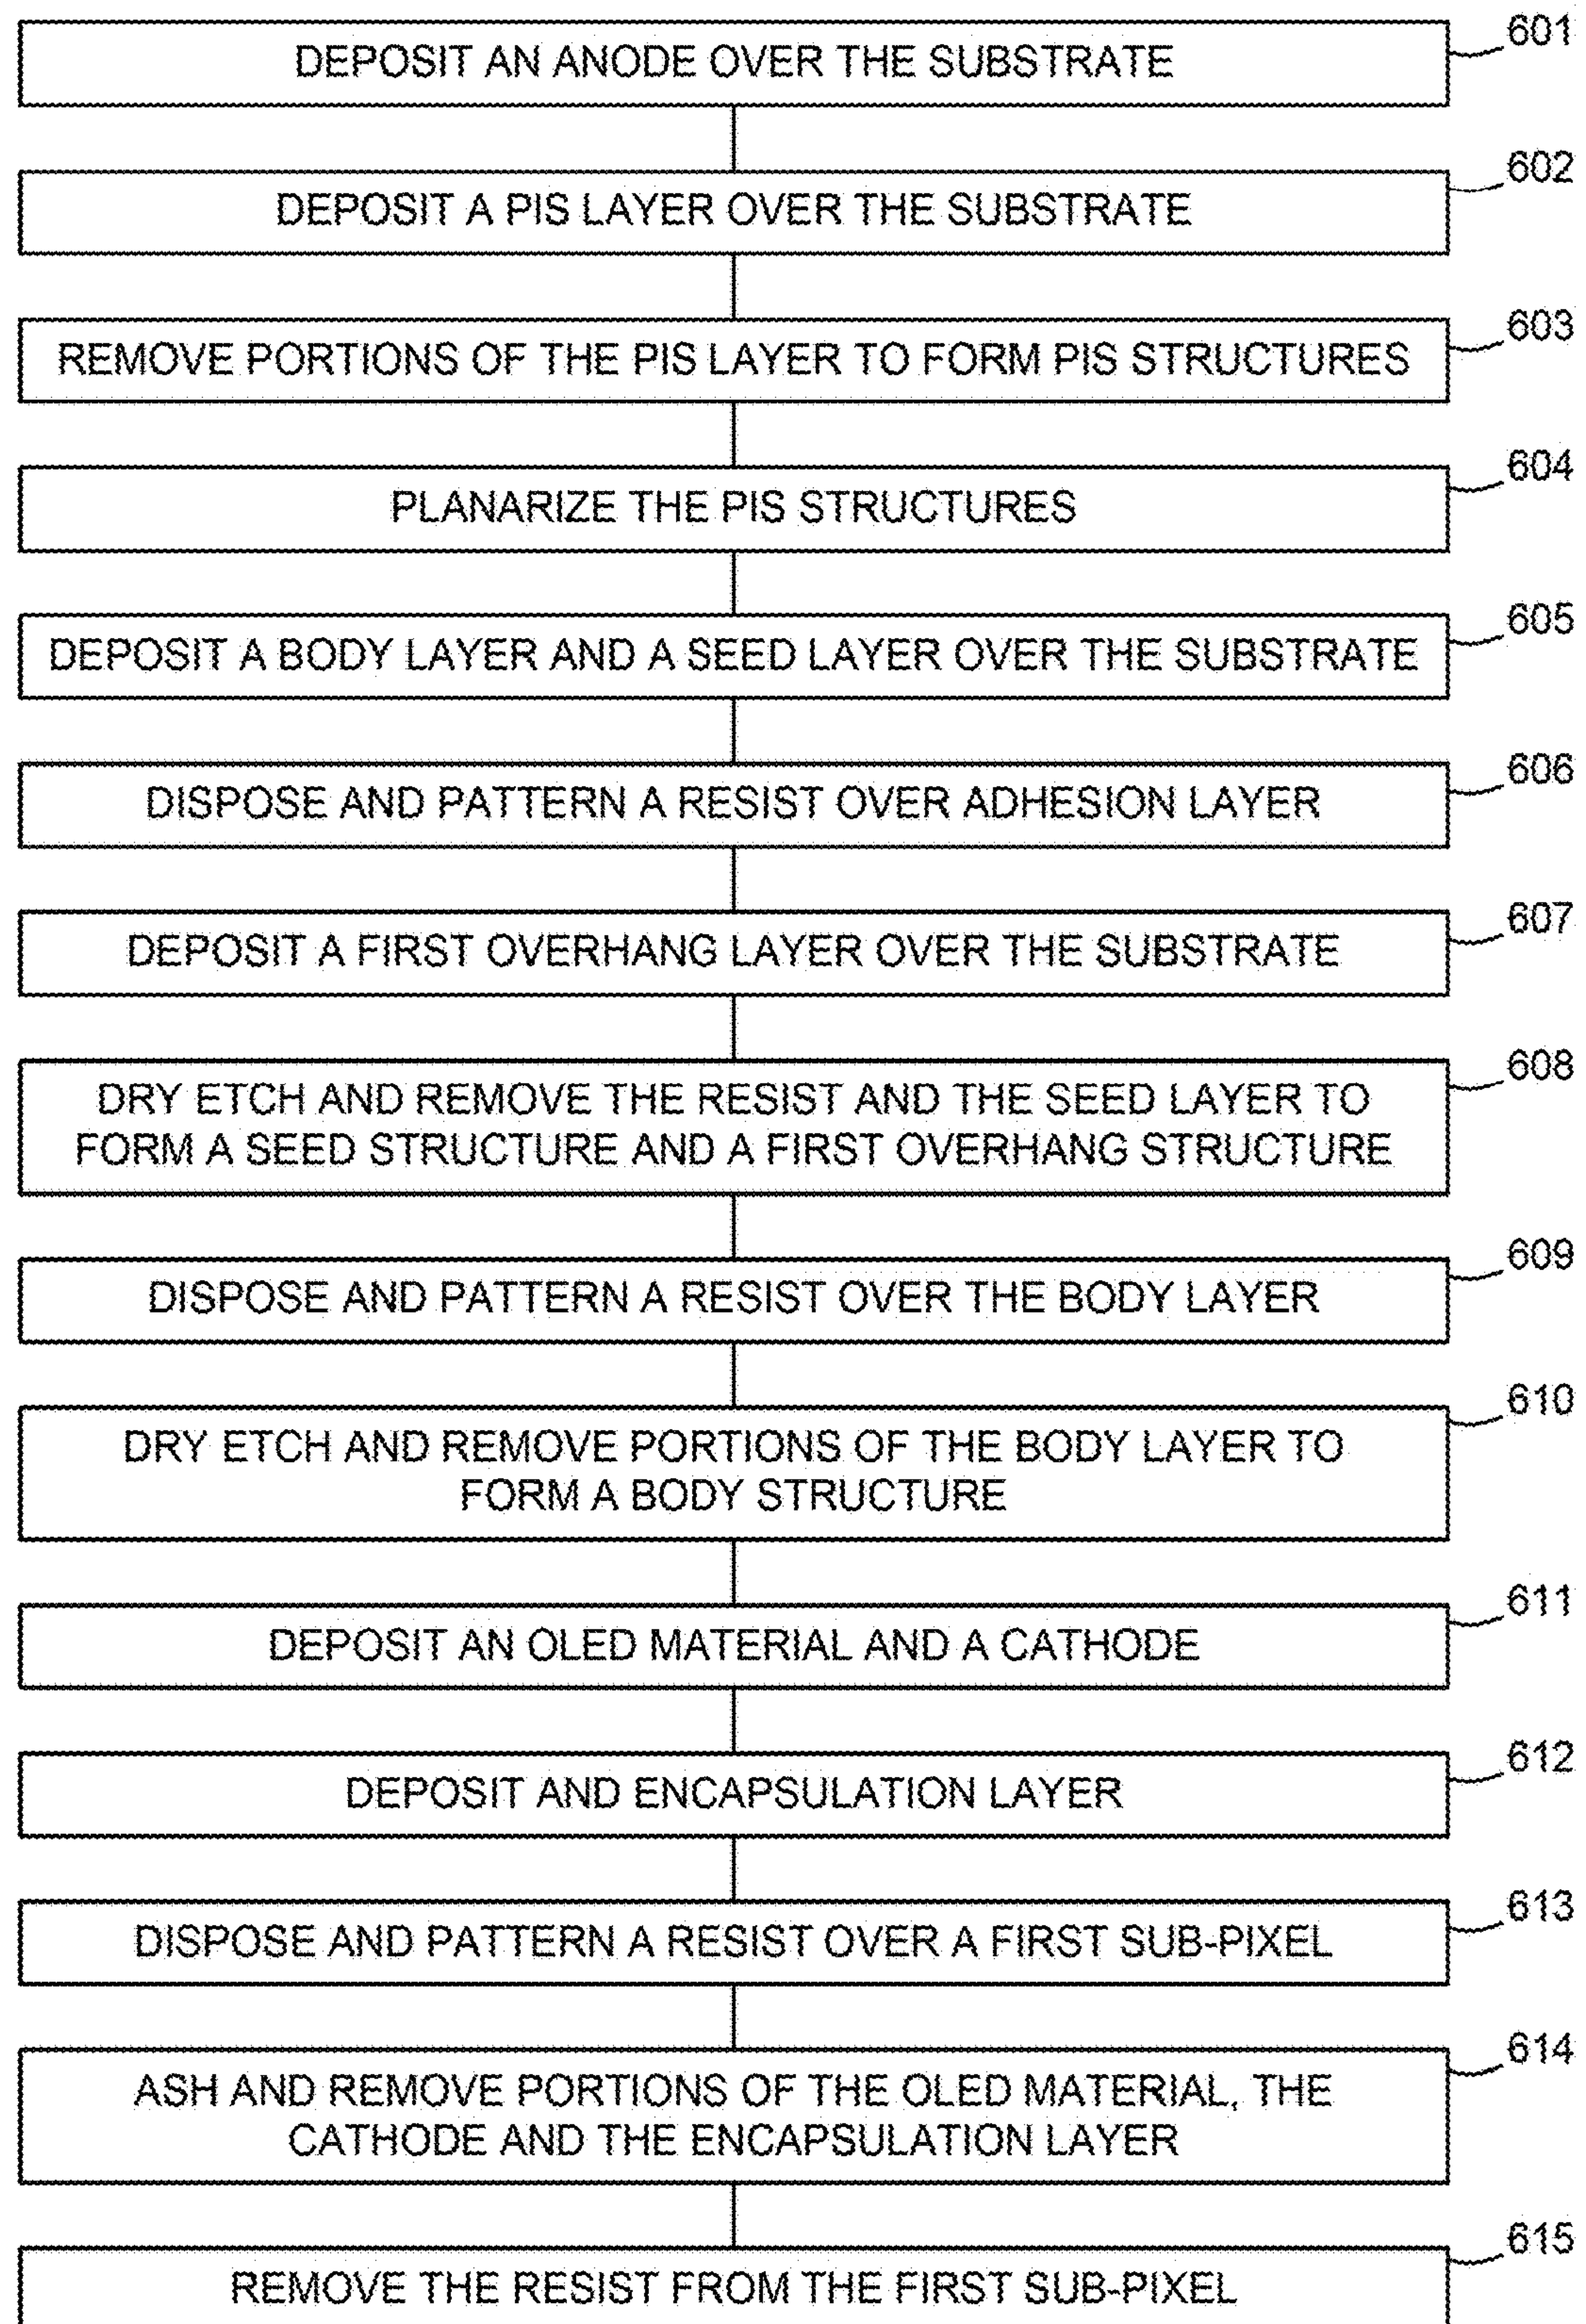 601
DEPOSIT AN ANODE OVER THE SUBSTRATE
602
DEPOSIT A PIS LAYER OVER THE SUBSTRATE
603
REMOVE PORTIONS OF THE PIS LAYER TO FORM PIS STRUCTURES
604
PLANARIZE THE PIS STRUCTURES
605
DEPOSIT A BODY LAYER AND A SEED LAYER OVER THE SUBSTRATE
606
DISPOSE AND PATTERN A RESIST OVER ADHESION LAYER
607
DEPOSIT A FIRST OVERHANG LAYER OVER THE SUBSTRATE
608
DRY ETCH AND REMOVE THE RESIST AND THE SEED LAYER TO
FORM A SEED STRUCTURE AND A FIRST OVERHANG STRUCTURE
609
DISPOSE AND PATTERN A RESIST OVER THE BODY LAYER
610
DRY ETCH AND REMOVE PORTIONS OF THE BODY LAYER TO
FORM A BODY STRUCTURE
611
DEPOSIT AN OLED MATERIAL AND A CATHODE
612
DEPOSIT AND ENCAPSULATION LAYER
613
DISPOSE AND PATTERN A RESIST OVER A FIRST SUB-PIXEL
614
ASH AND REMOVE PORTIONS OF THE OLED MATERIAL, THE
CATHODE AND THE ENCAPSULATION LAYER
615
REMOVE THE RESIST FROM THE FIRST SUB-PIXEL